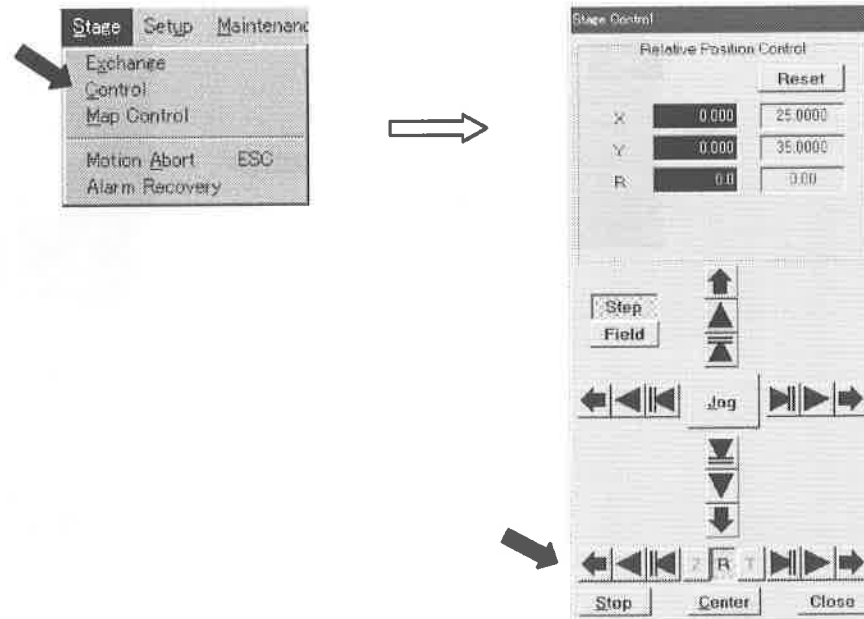 Stage Setup Maintenanc
Exchange
Control
Map Control
Motion Abort ESC
Alarm Recovery
Stage Control
Relative Position Control
Reset
X 0.000 25.0000
Y 0.000 35.0000
R 0.0 0.00
Step
Field
Jog
Z R T
Stop Center Close